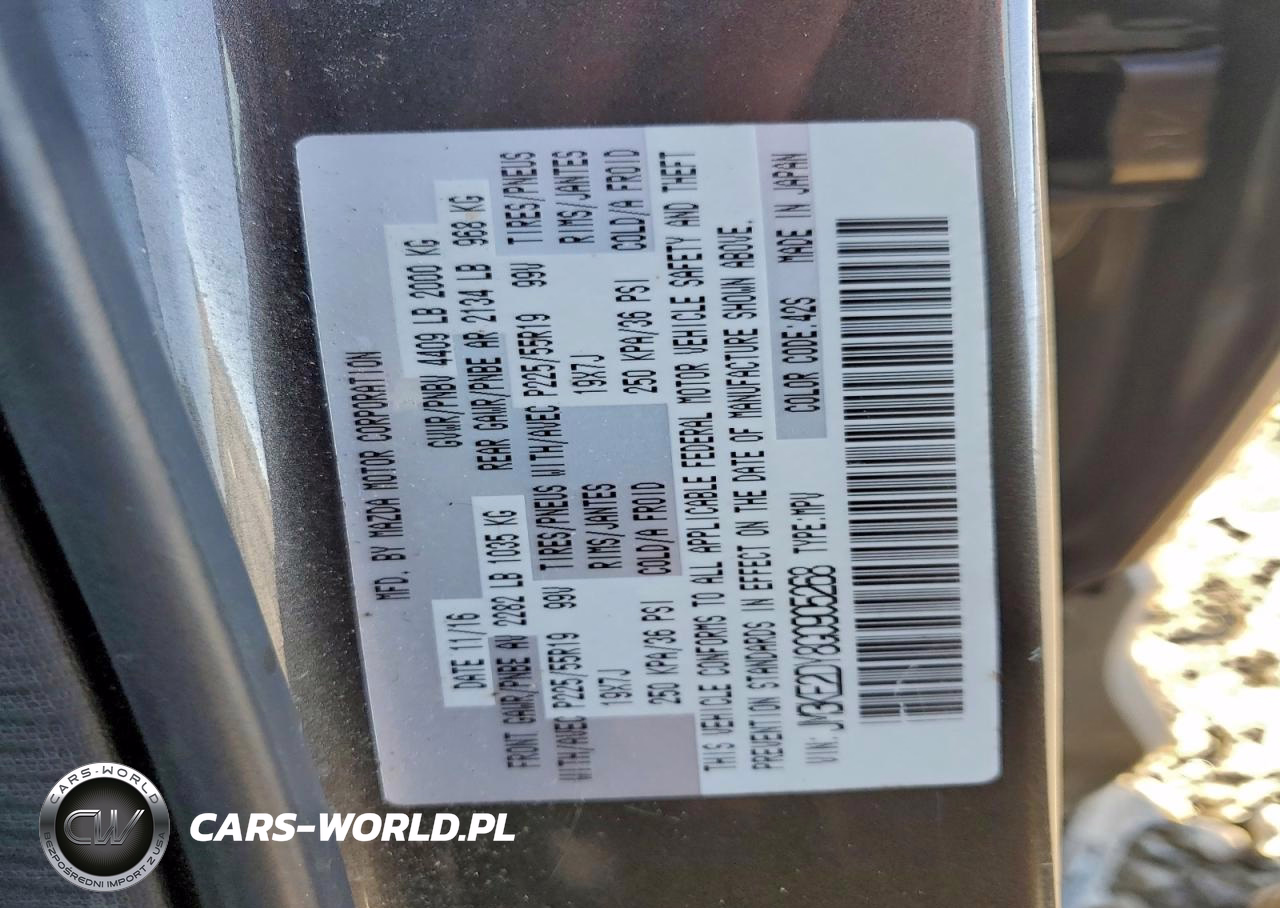 MFD. BY MAZDA MOTOR CORPORATION
DATE 11/16 GVWR/PNBV 4409 LB 2000 KG
FRONT GAWR/PNBE AV 2282 LB 1035 KG REAR GAWR/PNBE AR 2134 LB 968 KG
WITH/AVEC P225/55R19 99V TIRES/PNEUS WITH/AVEC P225/55R19 99V TIRES/PNEUS
19X7J RIMS/JANTES 19X7J RIMS/JANTES
250 KPA/36 PSI COLD/A FROID 250 KPA/36 PSI COLD/A FROID
THIS VEHICLE CONFORMS TO ALL APPLICABLE FEDERAL MOTOR VEHICLE SAFETY AND THEFT
PREVENTION STANDARDS IN EFFECT ON THE DATE OF MANUFACTURE SHOWN ABOVE.
VIN: JM3KE2DY8G0905268 TYPE:MPV COLOR CODE:42S MADE IN JAPAN
CARS-WORLD
CW
BEZPOŚREDNI IMPORT Z USA
CARS-WORLD.PL